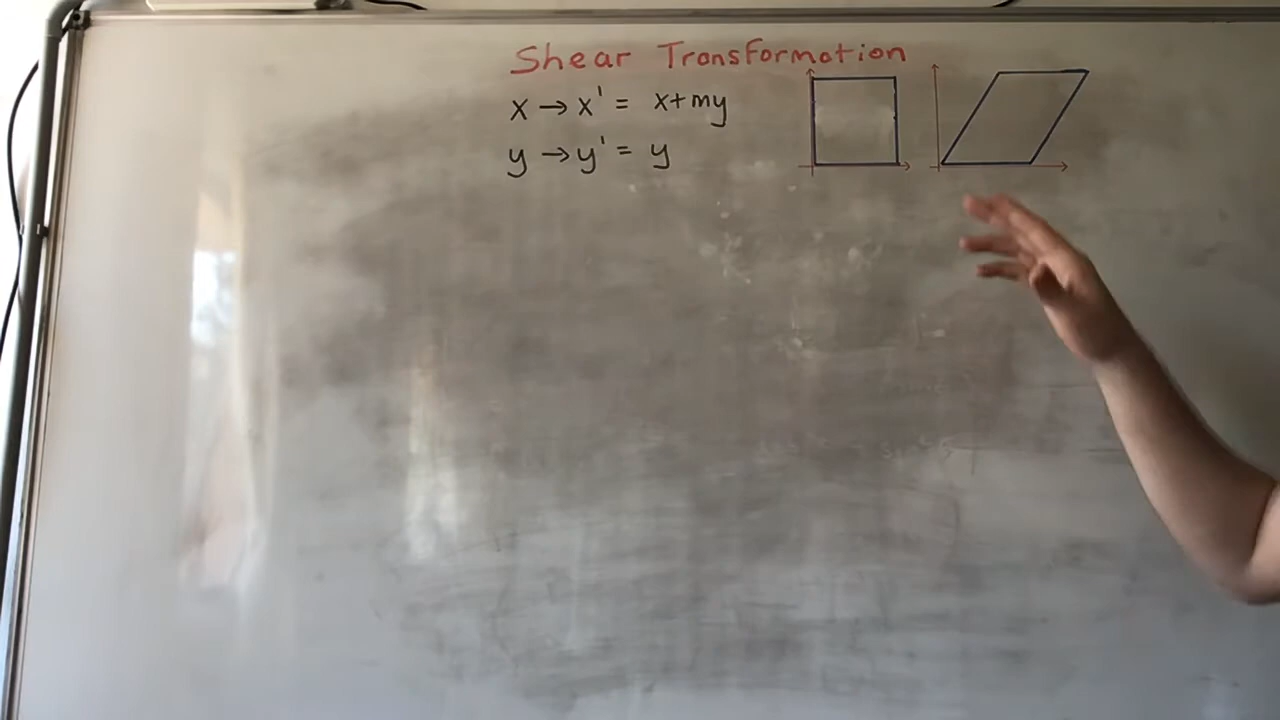 Shear Transformation
x → x' = x+my
y → y' = y